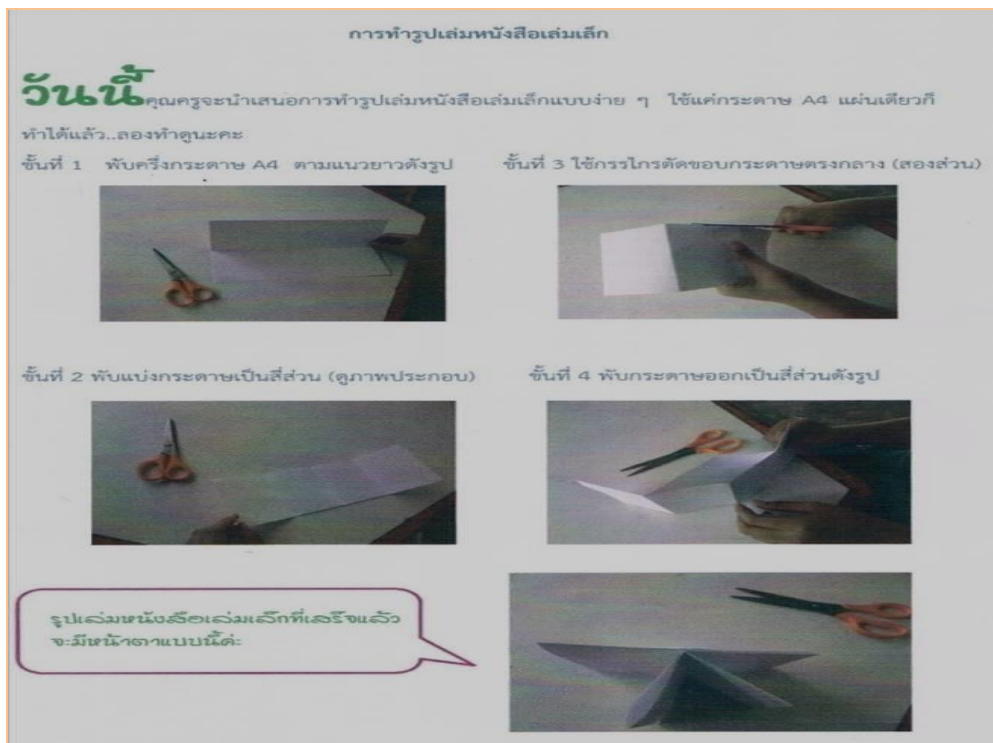 การทำรูปเล่มหนังสือเล่มเล็ก
วันนี้คุณครูจะนำเสนอการทำรูปเล่มหนังสือเล่มเล็กแบบง่าย ๆ ใช้แค่กระดาษ A4 แผ่นเดียวก็
ทำได้แล้ว..ลองทำดูนะคะ
ขั้นที่ 1 พับครึ่งกระดาษ A4 ตามแนวยาวดังรูป
ขั้นที่ 3 ใช้กรรไกรตัดขอบกระดาษตรงกลาง (สองส่วน)
ขั้นที่ 2 พับแบ่งกระดาษเป็นสี่ส่วน (ดูภาพประกอบ)
ขั้นที่ 4 พับกระดาษออกเป็นสี่ส่วนดังรูป
รูปเล่มหนังสือเล่มเล็กที่เสร็จแล้ว
จะมีหน้าตาแบบนี้ค่ะ